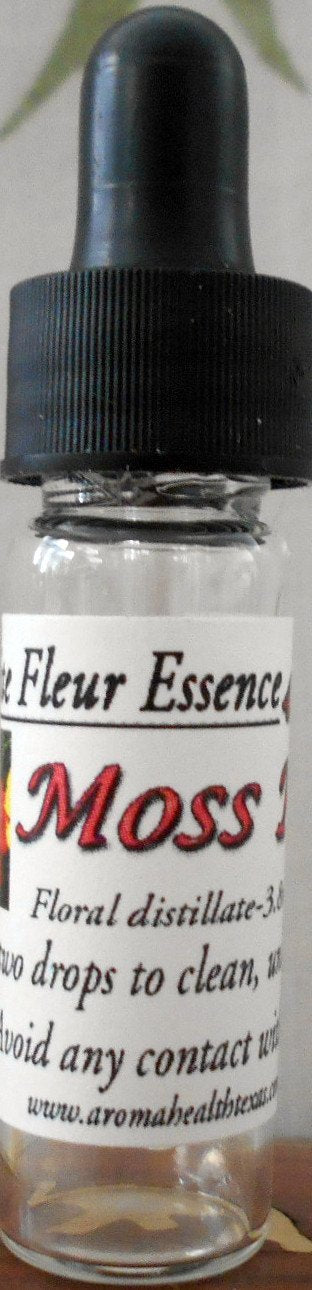 Fleur Essence
Moss
Floral distillate-3.
two drops to clean,
Avoid any contact
www.aromahealthtexas.c